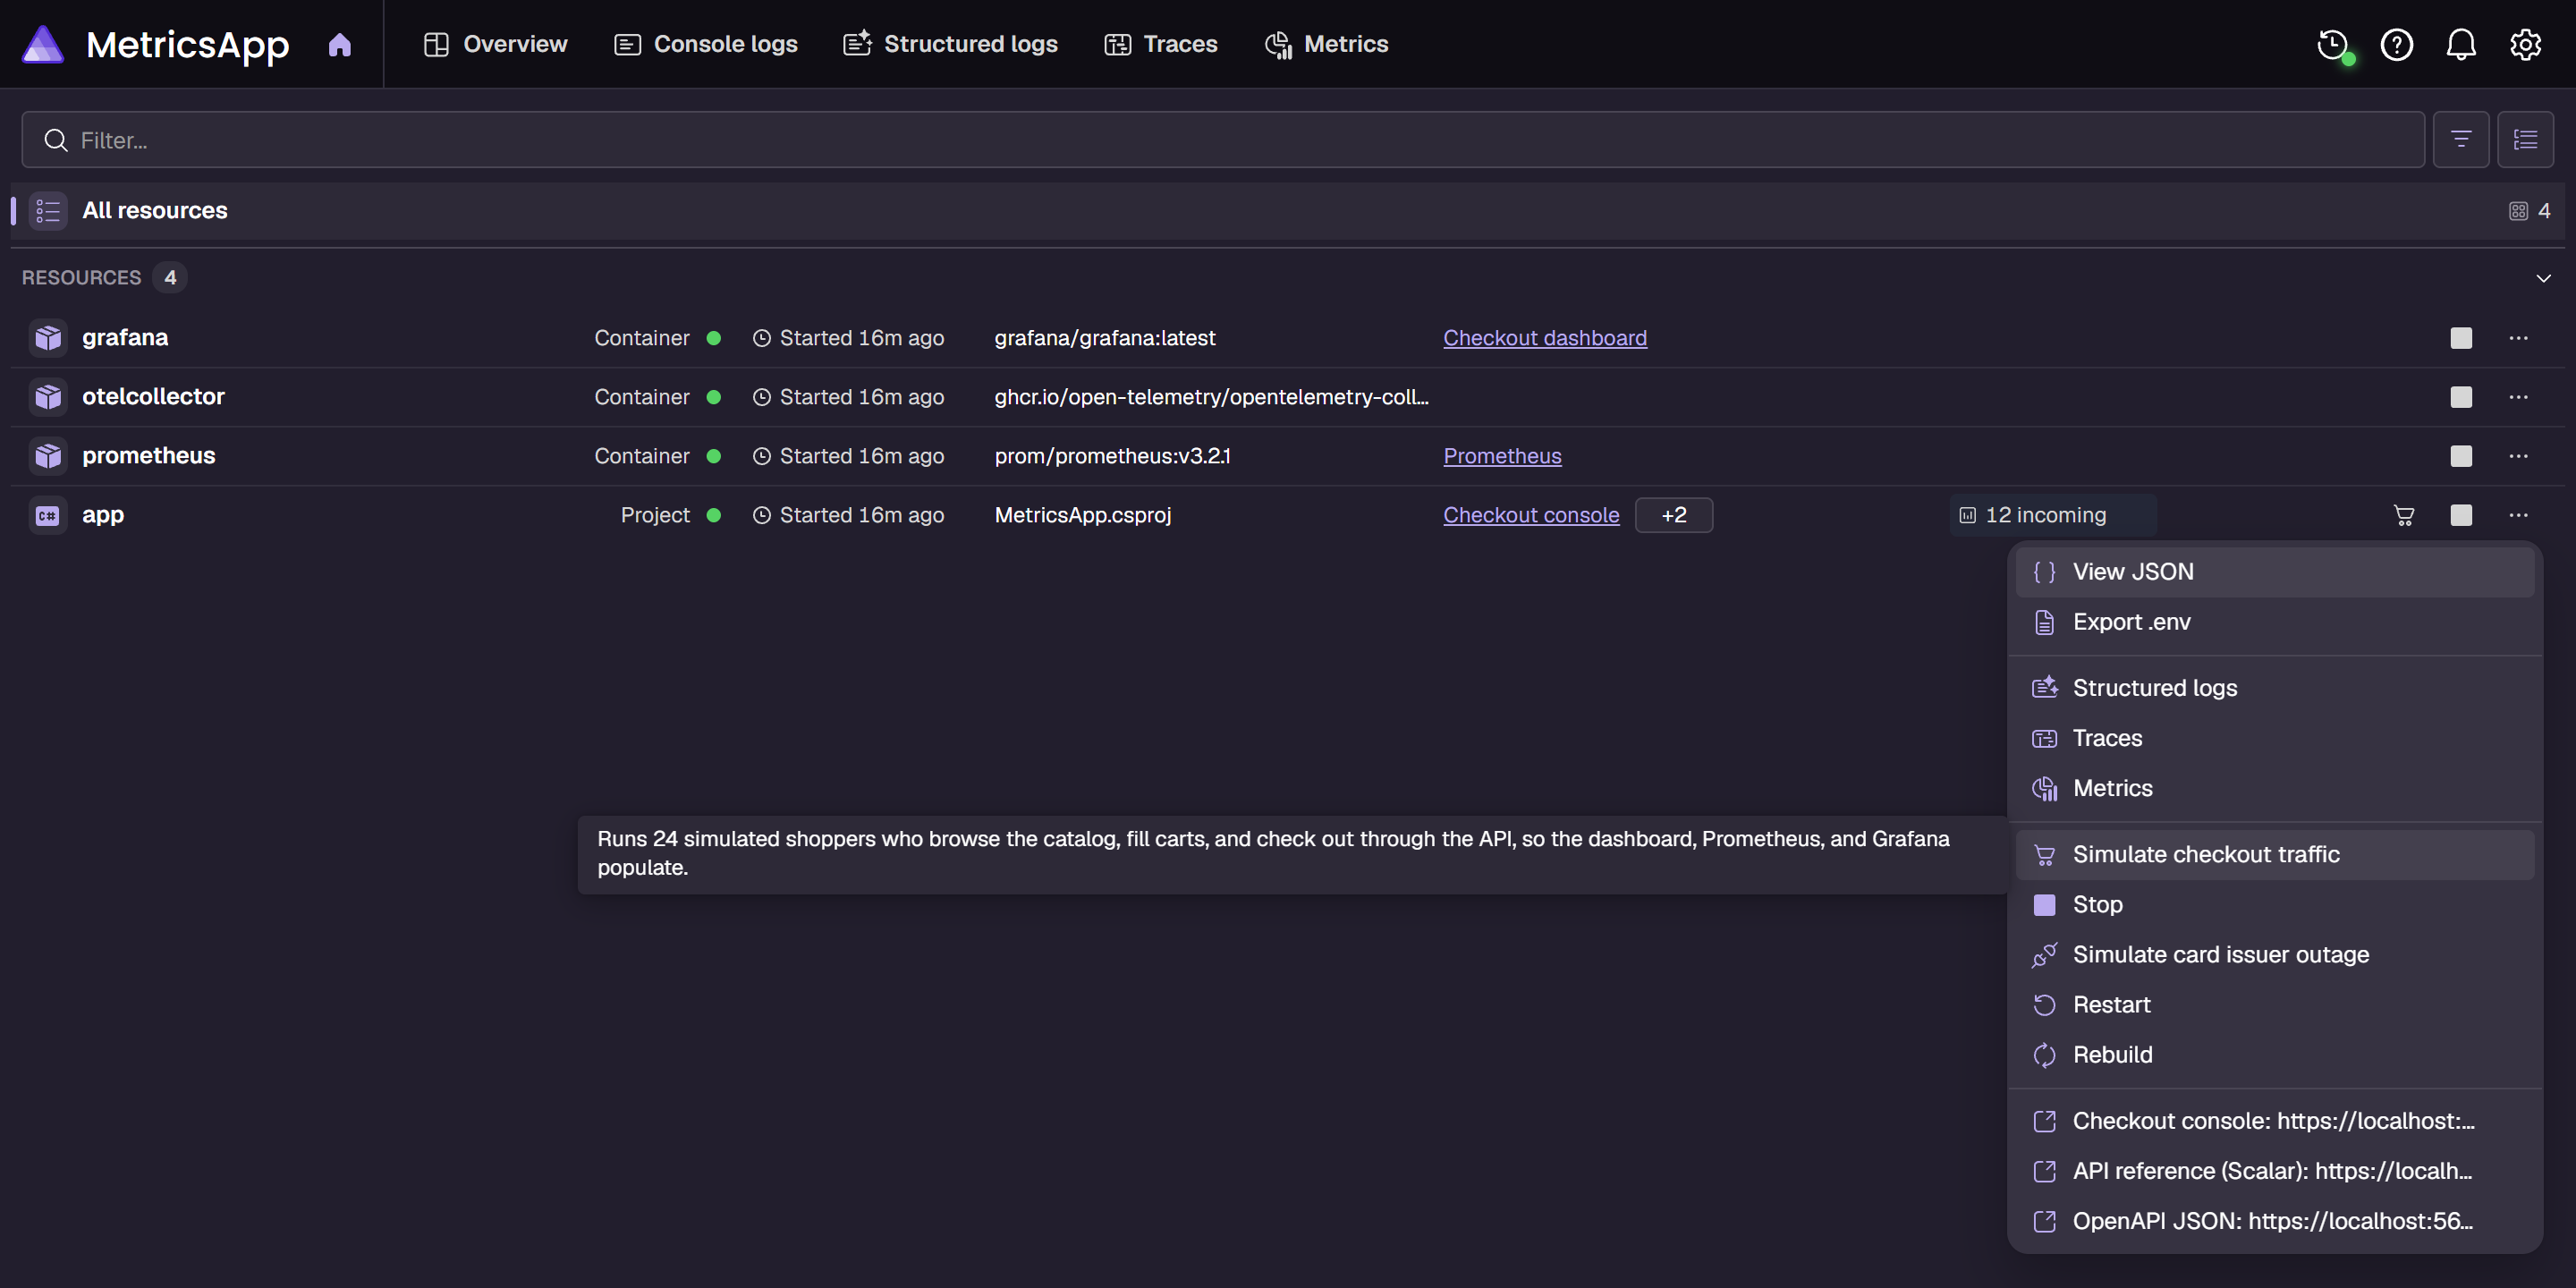 MetricsApp
Overview
Console logs
Structured logs
Traces
Metrics
Filter...
All resources
4
RESOURCES 4
grafana Container Started 16m ago grafana/grafana:latest Checkout dashboard
otelcollector Container Started 16m ago ghcr.io/open-telemetry/opentelemetry-coll...
prometheus Container Started 16m ago prom/prometheus:v3.2.1 Prometheus
C# app Project Started 16m ago MetricsApp.csproj Checkout console +2 12 incoming
View JSON
Export .env
Structured logs
Traces
Metrics
Runs 24 simulated shoppers who browse the catalog, fill carts, and check out through the API, so the dashboard, Prometheus, and Grafana
populate.
Simulate checkout traffic
Stop
Simulate card issuer outage
Restart
Rebuild
Checkout console: https://localhost:...
API reference (Scalar): https://localh...
OpenAPI JSON: https://localhost:56...